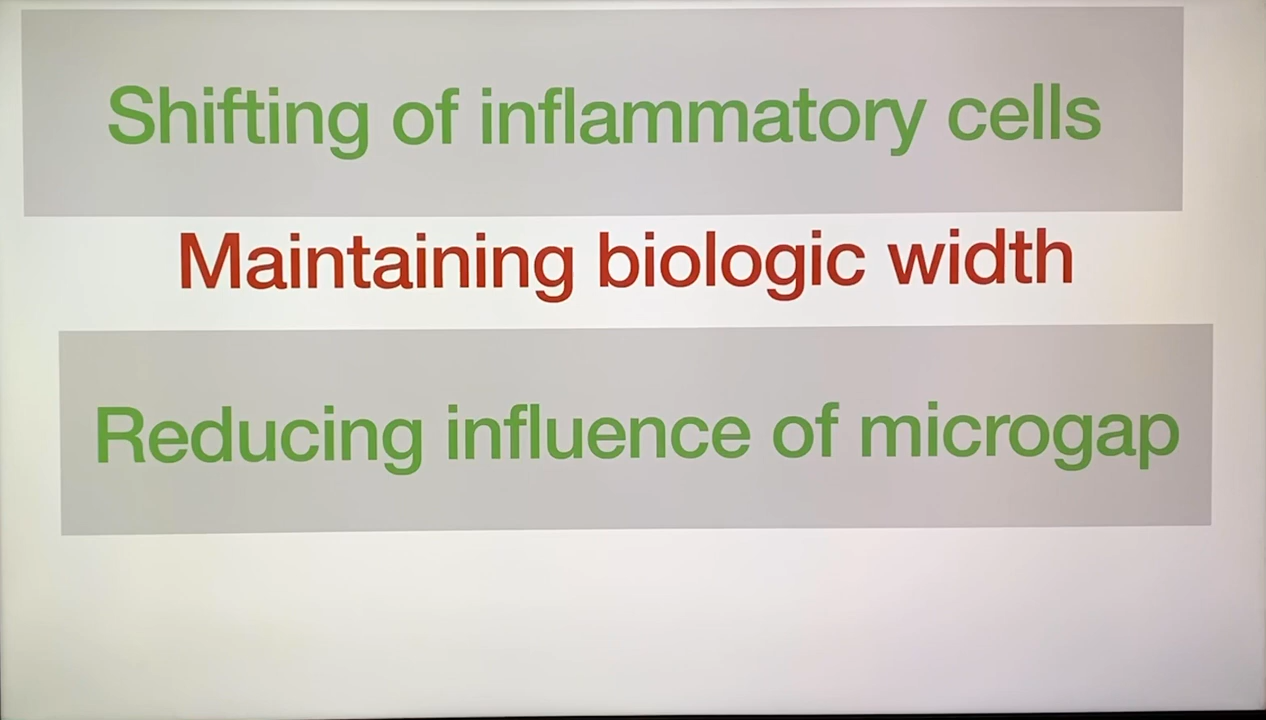 Shifting of inflammatory cells
Maintaining biologic width
Reducing influence of microgap